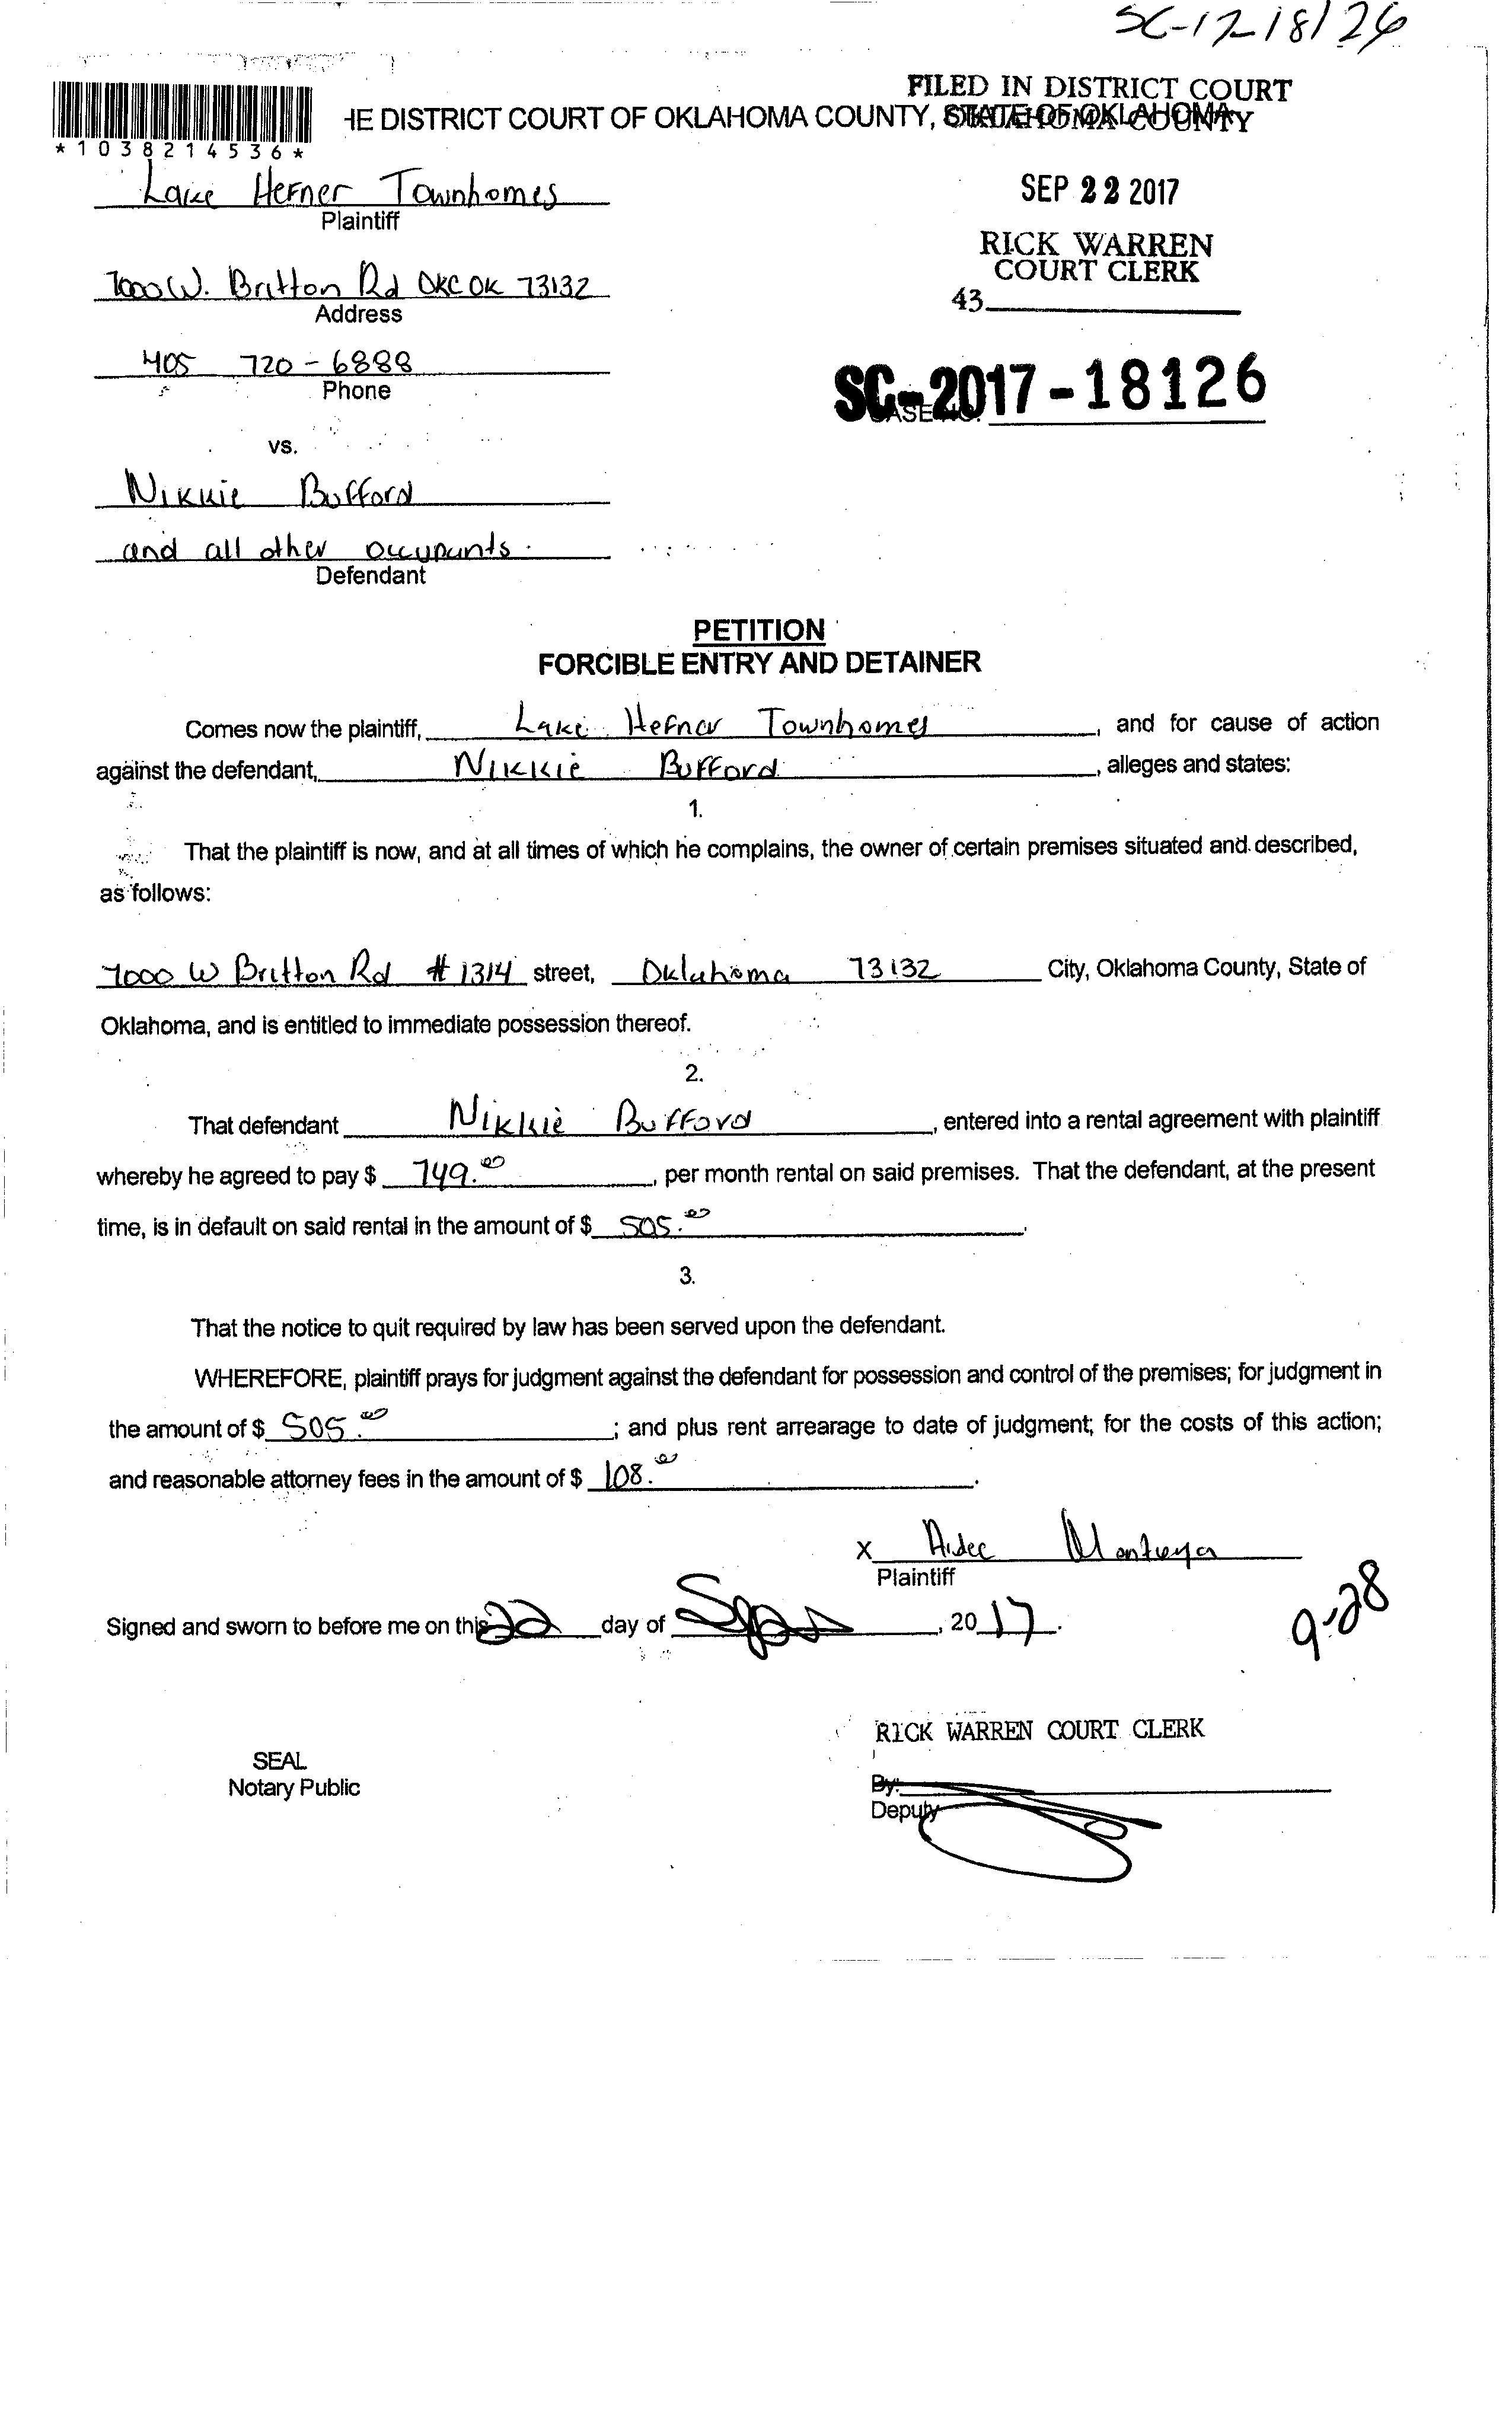 SC-17-18126
FILED IN DISTRICT COURT
HE DISTRICT COURT OF OKLAHOMA COUNTY, STATE OF OKLAHOMA
OKLAHOMA COUNTY
*1038214536*
Lake Hefner Townhomes
Plaintiff
SEP 22 2017
RICK WARREN
COURT CLERK
43
7000 W. Britton Rd OKC OK 73132
Address
405 720-6888
Phone
SC-2017-18126
CASE NO.
vs.
Nikkie Bufford
and all other occupants.
Defendant
PETITION
FORCIBLE ENTRY AND DETAINER
Comes now the plaintiff, Lake Hefner Townhomes, and for cause of action
against the defendant, Nikkie Bufford, alleges and states:
1.
That the plaintiff is now, and at all times of which he complains, the owner of certain premises situated and described,
as follows:
7000 W Britton Rd #1314 street, Oklahoma 73132 City, Oklahoma County, State of
Oklahoma, and is entitled to immediate possession thereof.
2.
That defendant Nikkie Bufford, entered into a rental agreement with plaintiff
whereby he agreed to pay $ 749.00, per month rental on said premises. That the defendant, at the present
time, is in default on said rental in the amount of $ 505.00.
3.
That the notice to quit required by law has been served upon the defendant.
WHEREFORE, plaintiff prays for judgment against the defendant for possession and control of the premises; for judgment in
the amount of $ 505.00; and plus rent arrearage to date of judgment; for the costs of this action;
and reasonable attorney fees in the amount of $ 108.00.
X Aidee Montoya
Plaintiff
Signed and sworn to before me on this 22 day of Sept, 2017.
9-28
RICK WARREN COURT CLERK
SEAL
Notary Public
By:
Deputy